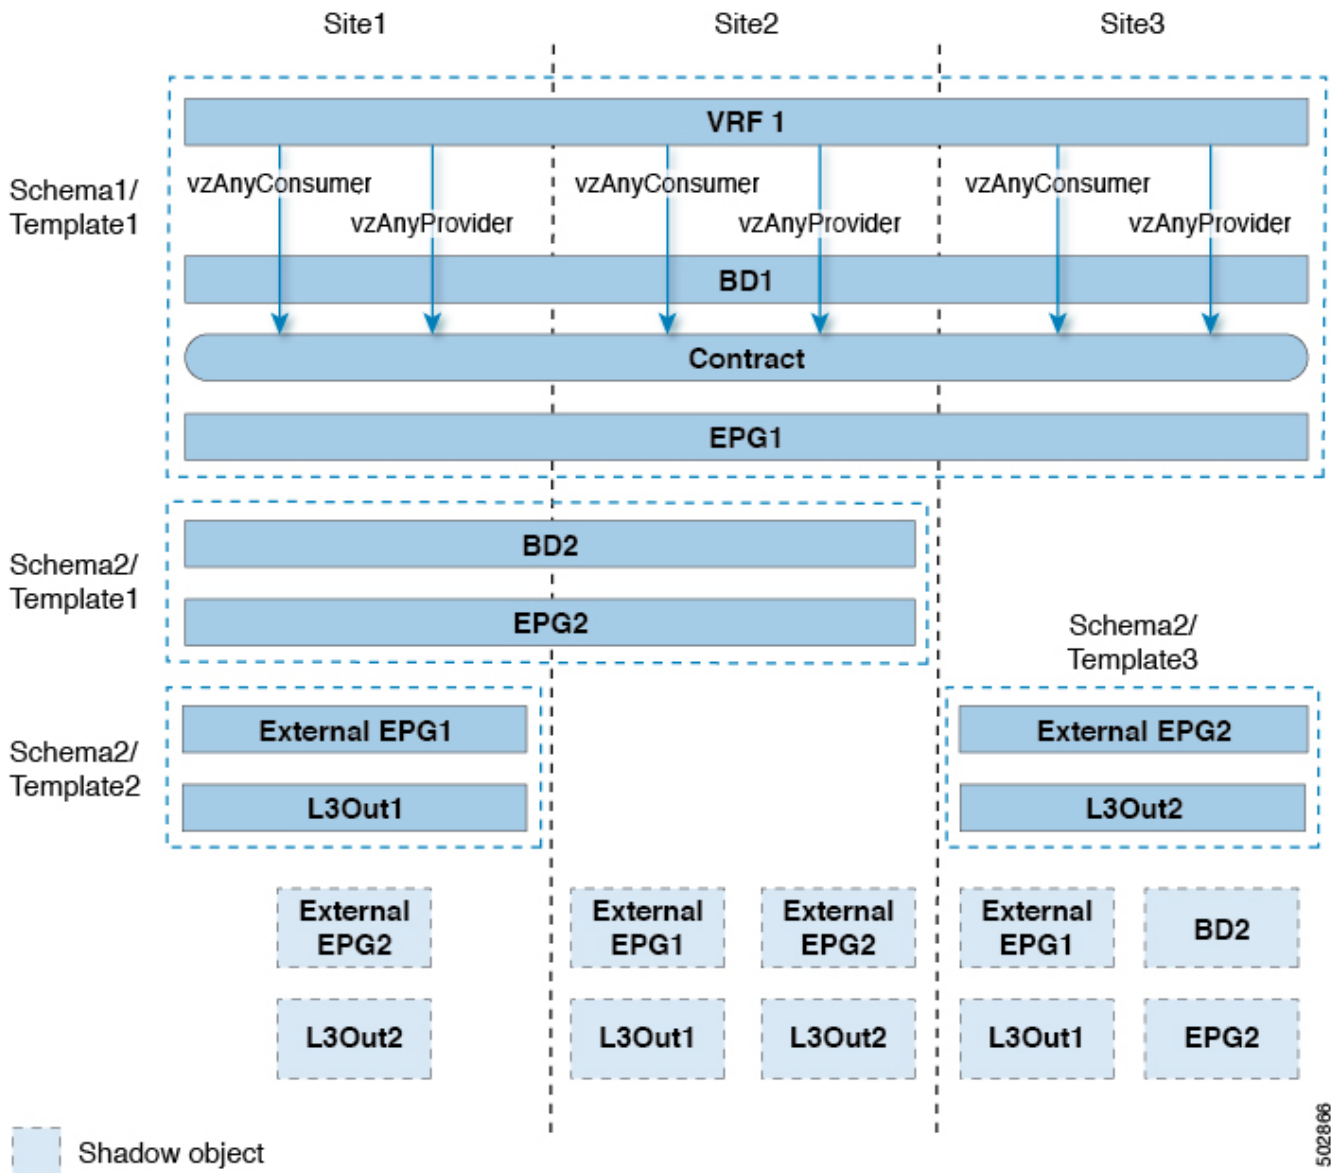 Site1
Site2
Site3
VRF 1
Schema1/
Template1
vzAnyConsumer
vzAnyProvider
vzAnyConsumer
vzAnyProvider
vzAnyConsumer
vzAnyProvider
BD1
Contract
EPG1
Schema2/
Template1
BD2
EPG2
Schema2/
Template3
Schema2/
Template2
External EPG1
L3Out1
External EPG2
L3Out2
External
EPG2
External
EPG1
External
EPG2
External
EPG1
BD2
L3Out2
L3Out1
L3Out2
L3Out1
EPG2
Shadow object
502866